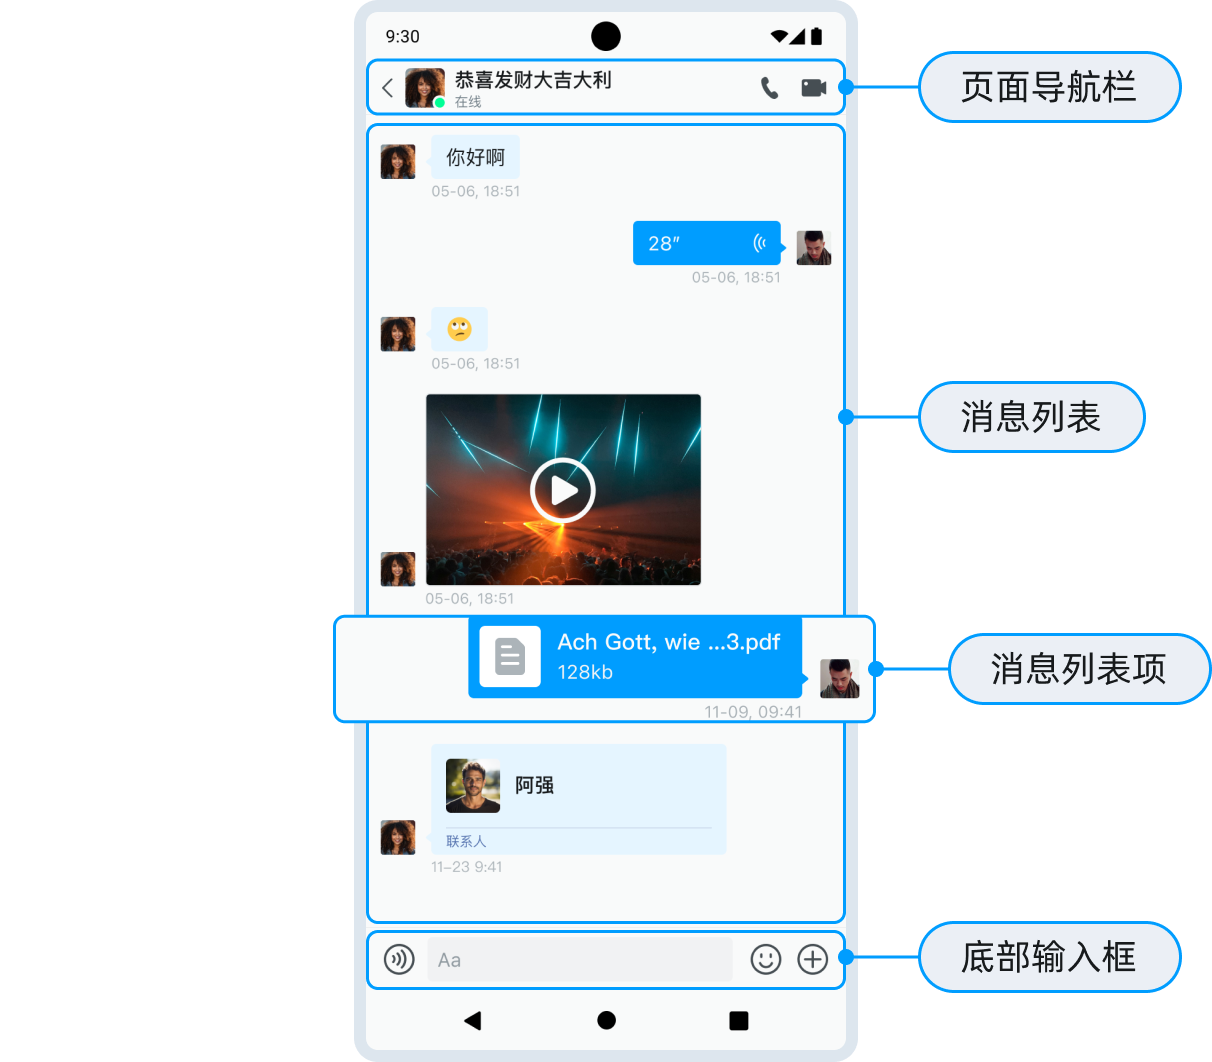 9:30
恭喜发财大吉大利
在线
页面导航栏
你好啊
05-06, 18:51
28″
05-06, 18:51
05-06, 18:51
消息列表
05-06, 18:51
Ach Gott, wie ...3.pdf
128kb
消息列表项
11-09, 09:41
阿强
联系人
11-23 9:41
底部输入框
Aa